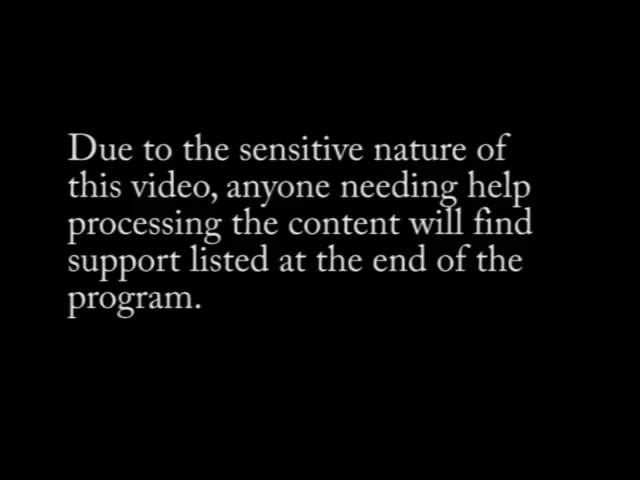 Due to the sensitive nature of
this video, anyone needing help
processing the content will find
support listed at the end of the
program.